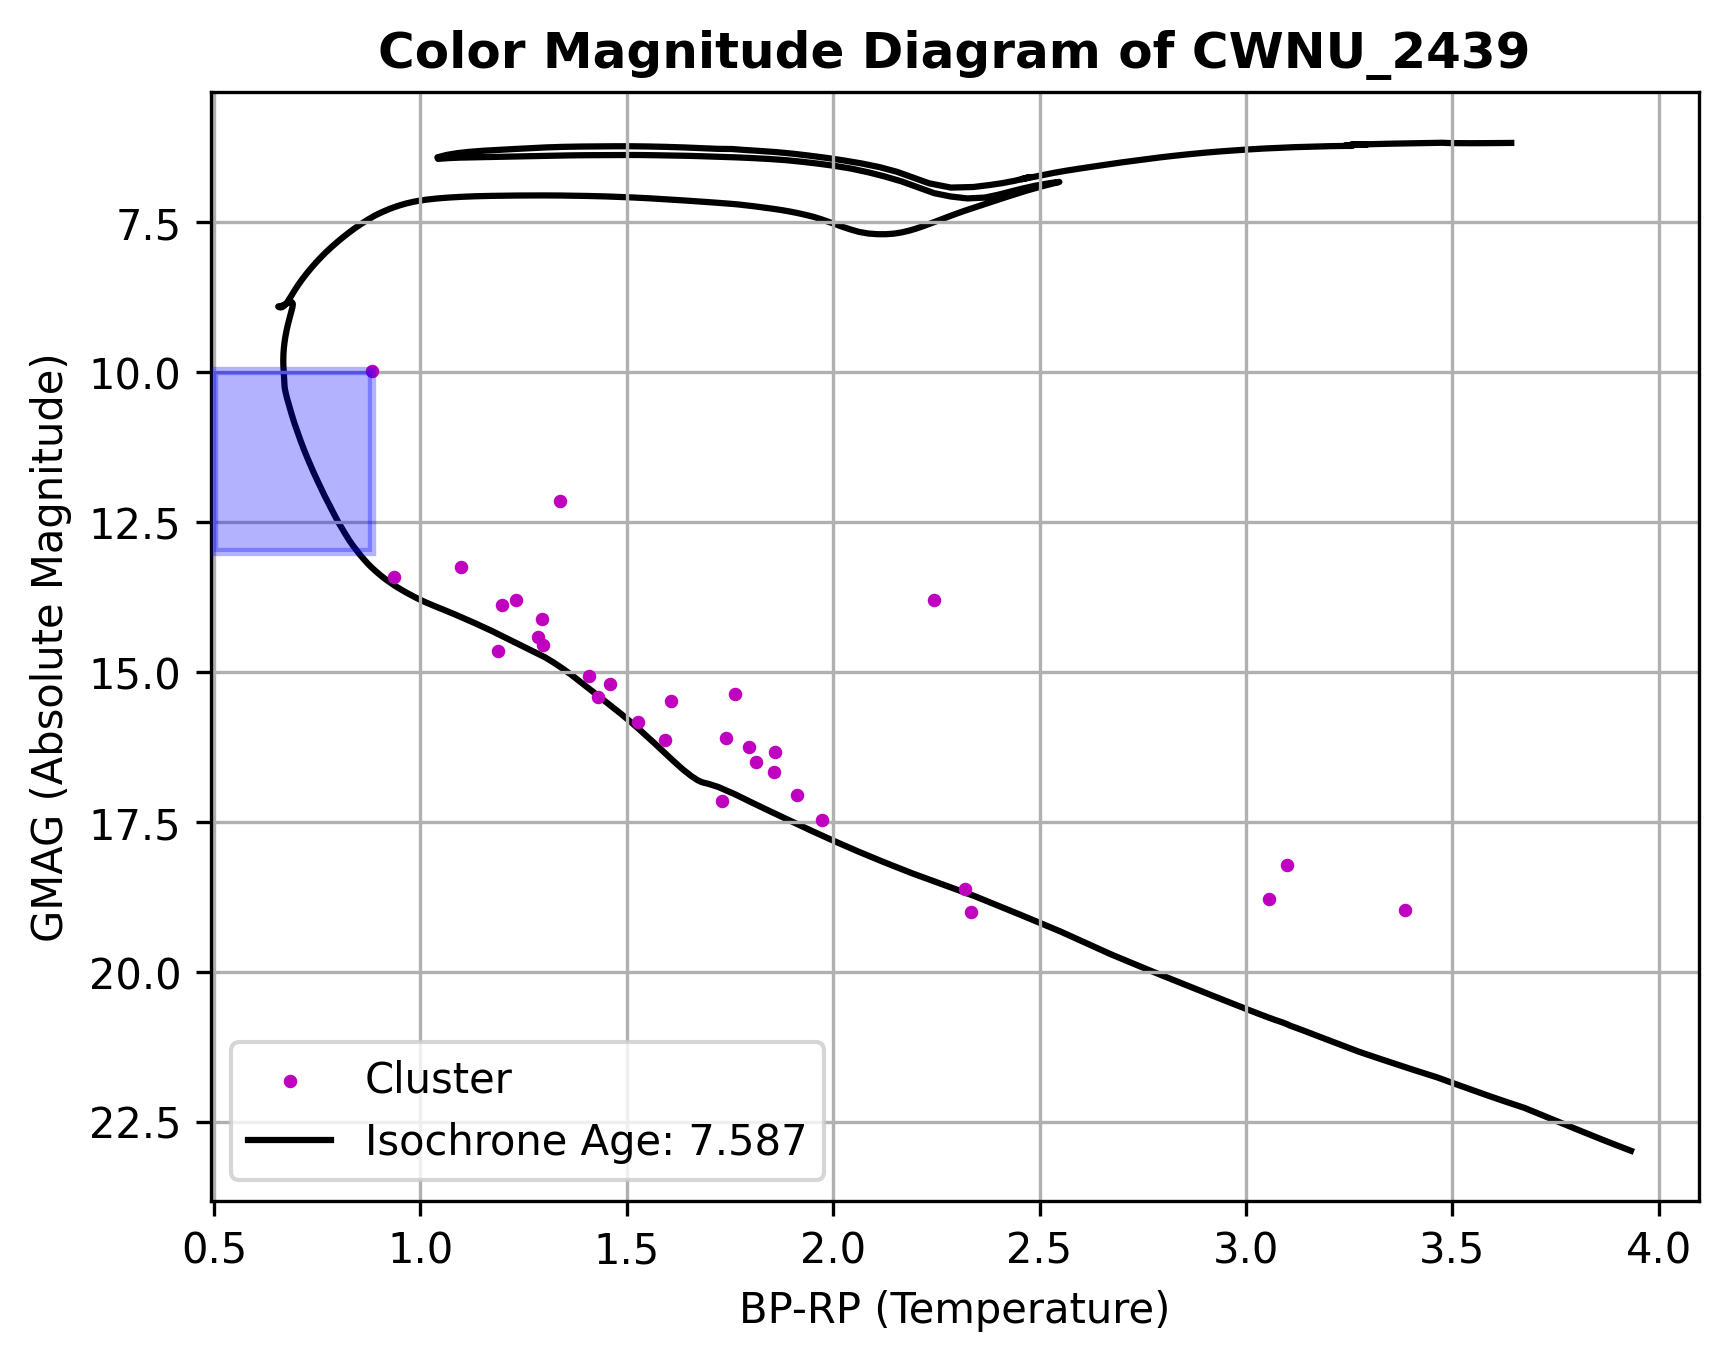 Color Magnitude Diagram of CWNU_2439
GMAG (Absolute Magnitude)
7.5
10.0
12.5
15.0
17.5
20.0
22.5
Cluster
Isochrone Age: 7.587
0.5 1.0 1.5 2.0 2.5 3.0 3.5 4.0
BP-RP (Temperature)